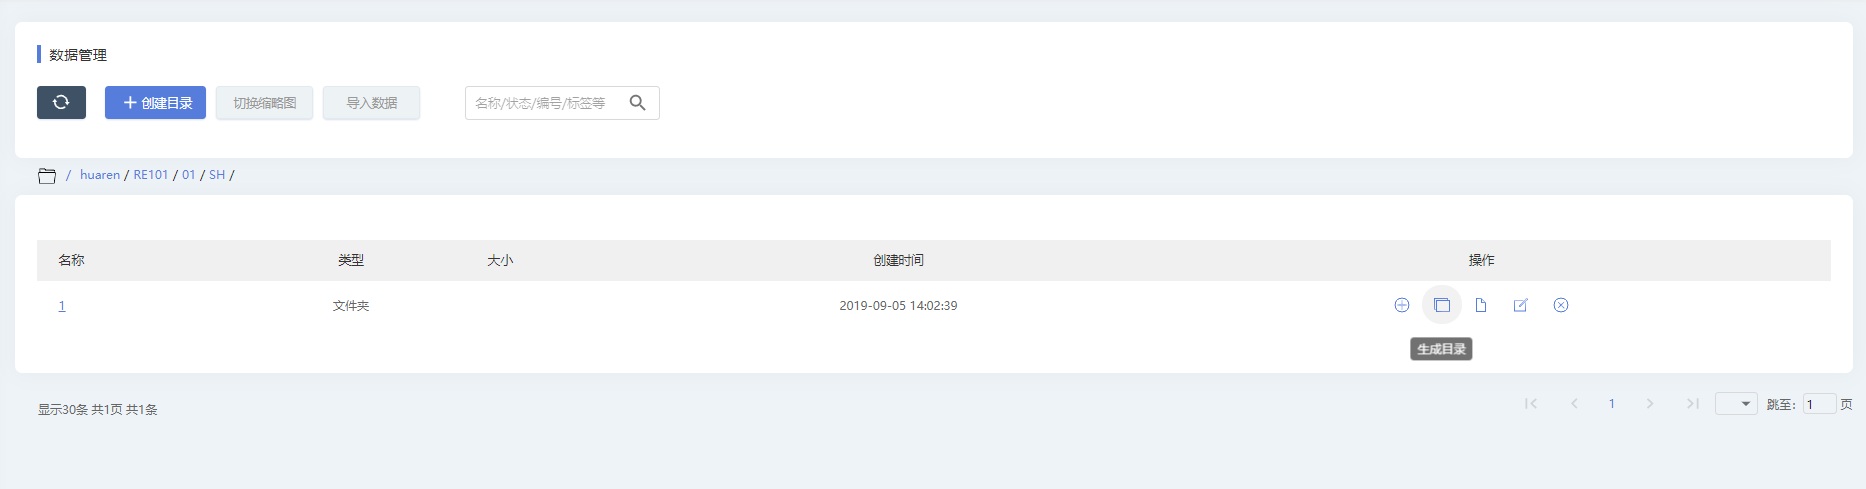 数据管理
创建目录 切换缩略图 导入数据 名称/状态/编号/标签等
/ huaren / RE101 / 01 / SH /
名称 类型 大小 创建时间 操作
1 文件夹 2019-09-05 14:02:39
生成目录
显示30条 共1页 共1条 1 跳至: 1 页